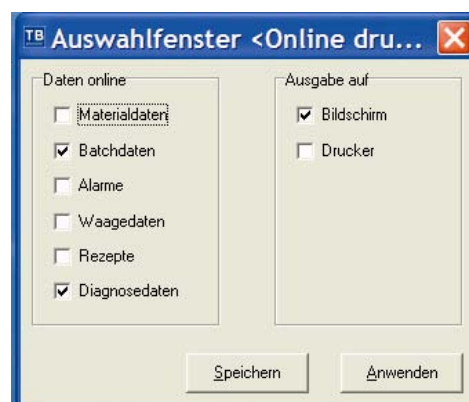 TB Auswahlfenster <Online dru...
Daten online
Materialdaten
Batchdaten
Alarme
Waagedaten
Rezepte
Diagnosedaten
Ausgabe auf
Bildschirm
Drucker
Speichern
Anwenden